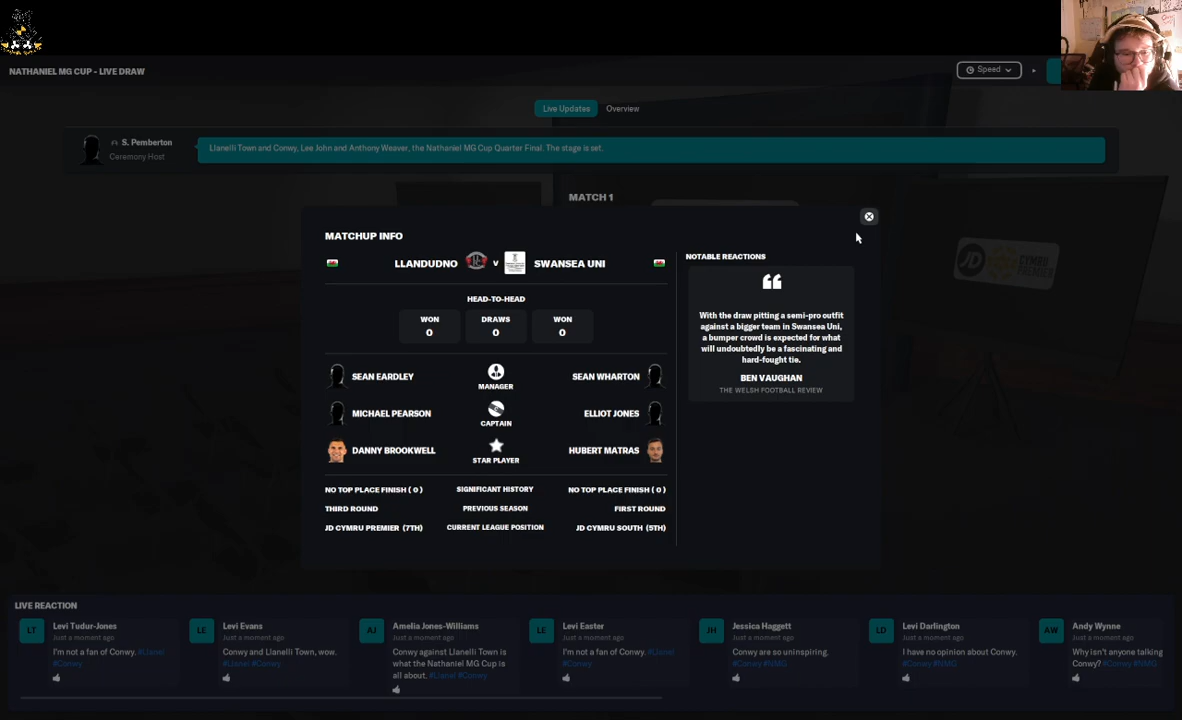 NATHANIEL MG CUP - LIVE DRAW
Speed
Live Updates
Overview
S. Pemberton
Ceremony Host
Llanelli Town and Conwy, Lee John and Anthony Weaver, the Nathaniel MG Cup Quarter Final. The stage is set.
MATCH 1
MATCHUP INFO
LLANDUDNO v SWANSEA UNI
HEAD-TO-HEAD
WON DRAWS WON
0 0 0
SEAN EARDLEY MANAGER SEAN WHARTON
MICHAEL PEARSON CAPTAIN ELLIOT JONES
DANNY BROOKWELL STAR PLAYER HUBERT MATRAS
NO TOP PLACE FINISH ( 0 ) SIGNIFICANT HISTORY NO TOP PLACE FINISH ( 0 )
THIRD ROUND PREVIOUS SEASON FIRST ROUND
JD CYMRU PREMIER (7TH) CURRENT LEAGUE POSITION JD CYMRU SOUTH (5TH)
NOTABLE REACTIONS
With the draw pitting a semi-pro outfit
against a bigger team in Swansea Uni,
a bumper crowd is expected for what
will undoubtedly be a fascinating and
hard-fought tie.
BEN VAUGHAN
THE WELSH FOOTBALL REVIEW
JD CYMRU
PREMIER
LIVE REACTION
LT
Levi Tudur-Jones
Just a moment ago
I'm not a fan of Conwy. #Llanel
#Conwy
LE
Levi Evans
Just a moment ago
Conwy and Llanelli Town, wow.
#Llanel #Conwy
AJ
Amelia Jones-Williams
Just a moment ago
Conwy against Llanelli Town is
what the Nathaniel MG Cup is
all about. #Llanel #Conwy
LE
Levi Easter
Just a moment ago
I'm not a fan of Conwy. #Llanel
#Conwy
JH
Jessica Haggett
Just a moment ago
Conwy are so uninspiring.
#Conwy #NMG
LD
Levi Darlington
Just a moment ago
I have no opinion about Conwy.
#Conwy #NMG
AW
Andy Wynne
Just a moment ago
Why isn't anyone talking
Conwy? #Conwy #NMG